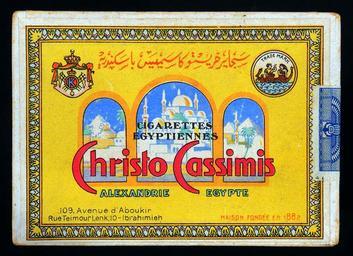 سجاير خريستو كاسيميس باسكندرية
TRADE MARK
CIGARETTES
EGYPTIENNES
Christo Cassimis
ALEXANDRIE EGYPTE
109, Avenue d'Aboukir
Rue Teimour Lenk, 10 - Ibrahimieh
MAISON FONDÉE EN 1882